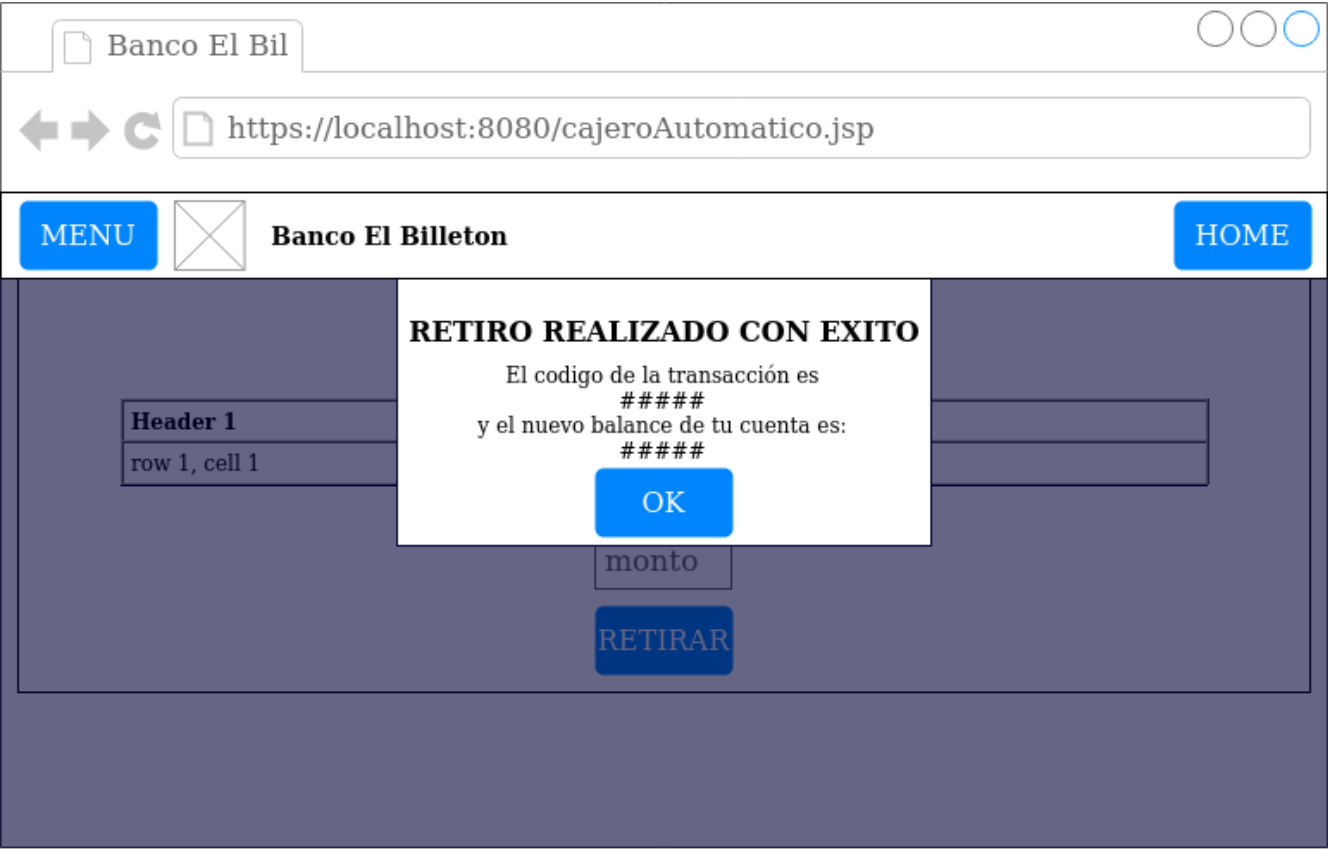 Banco El Bil
https://localhost:8080/cajeroAutomatico.jsp
MENU
Banco El Billeton
HOME
RETIRO REALIZADO CON EXITO
El codigo de la transacción es
#####
y el nuevo balance de tu cuenta es:
#####
OK
Header 1
row 1, cell 1
monto
RETIRAR